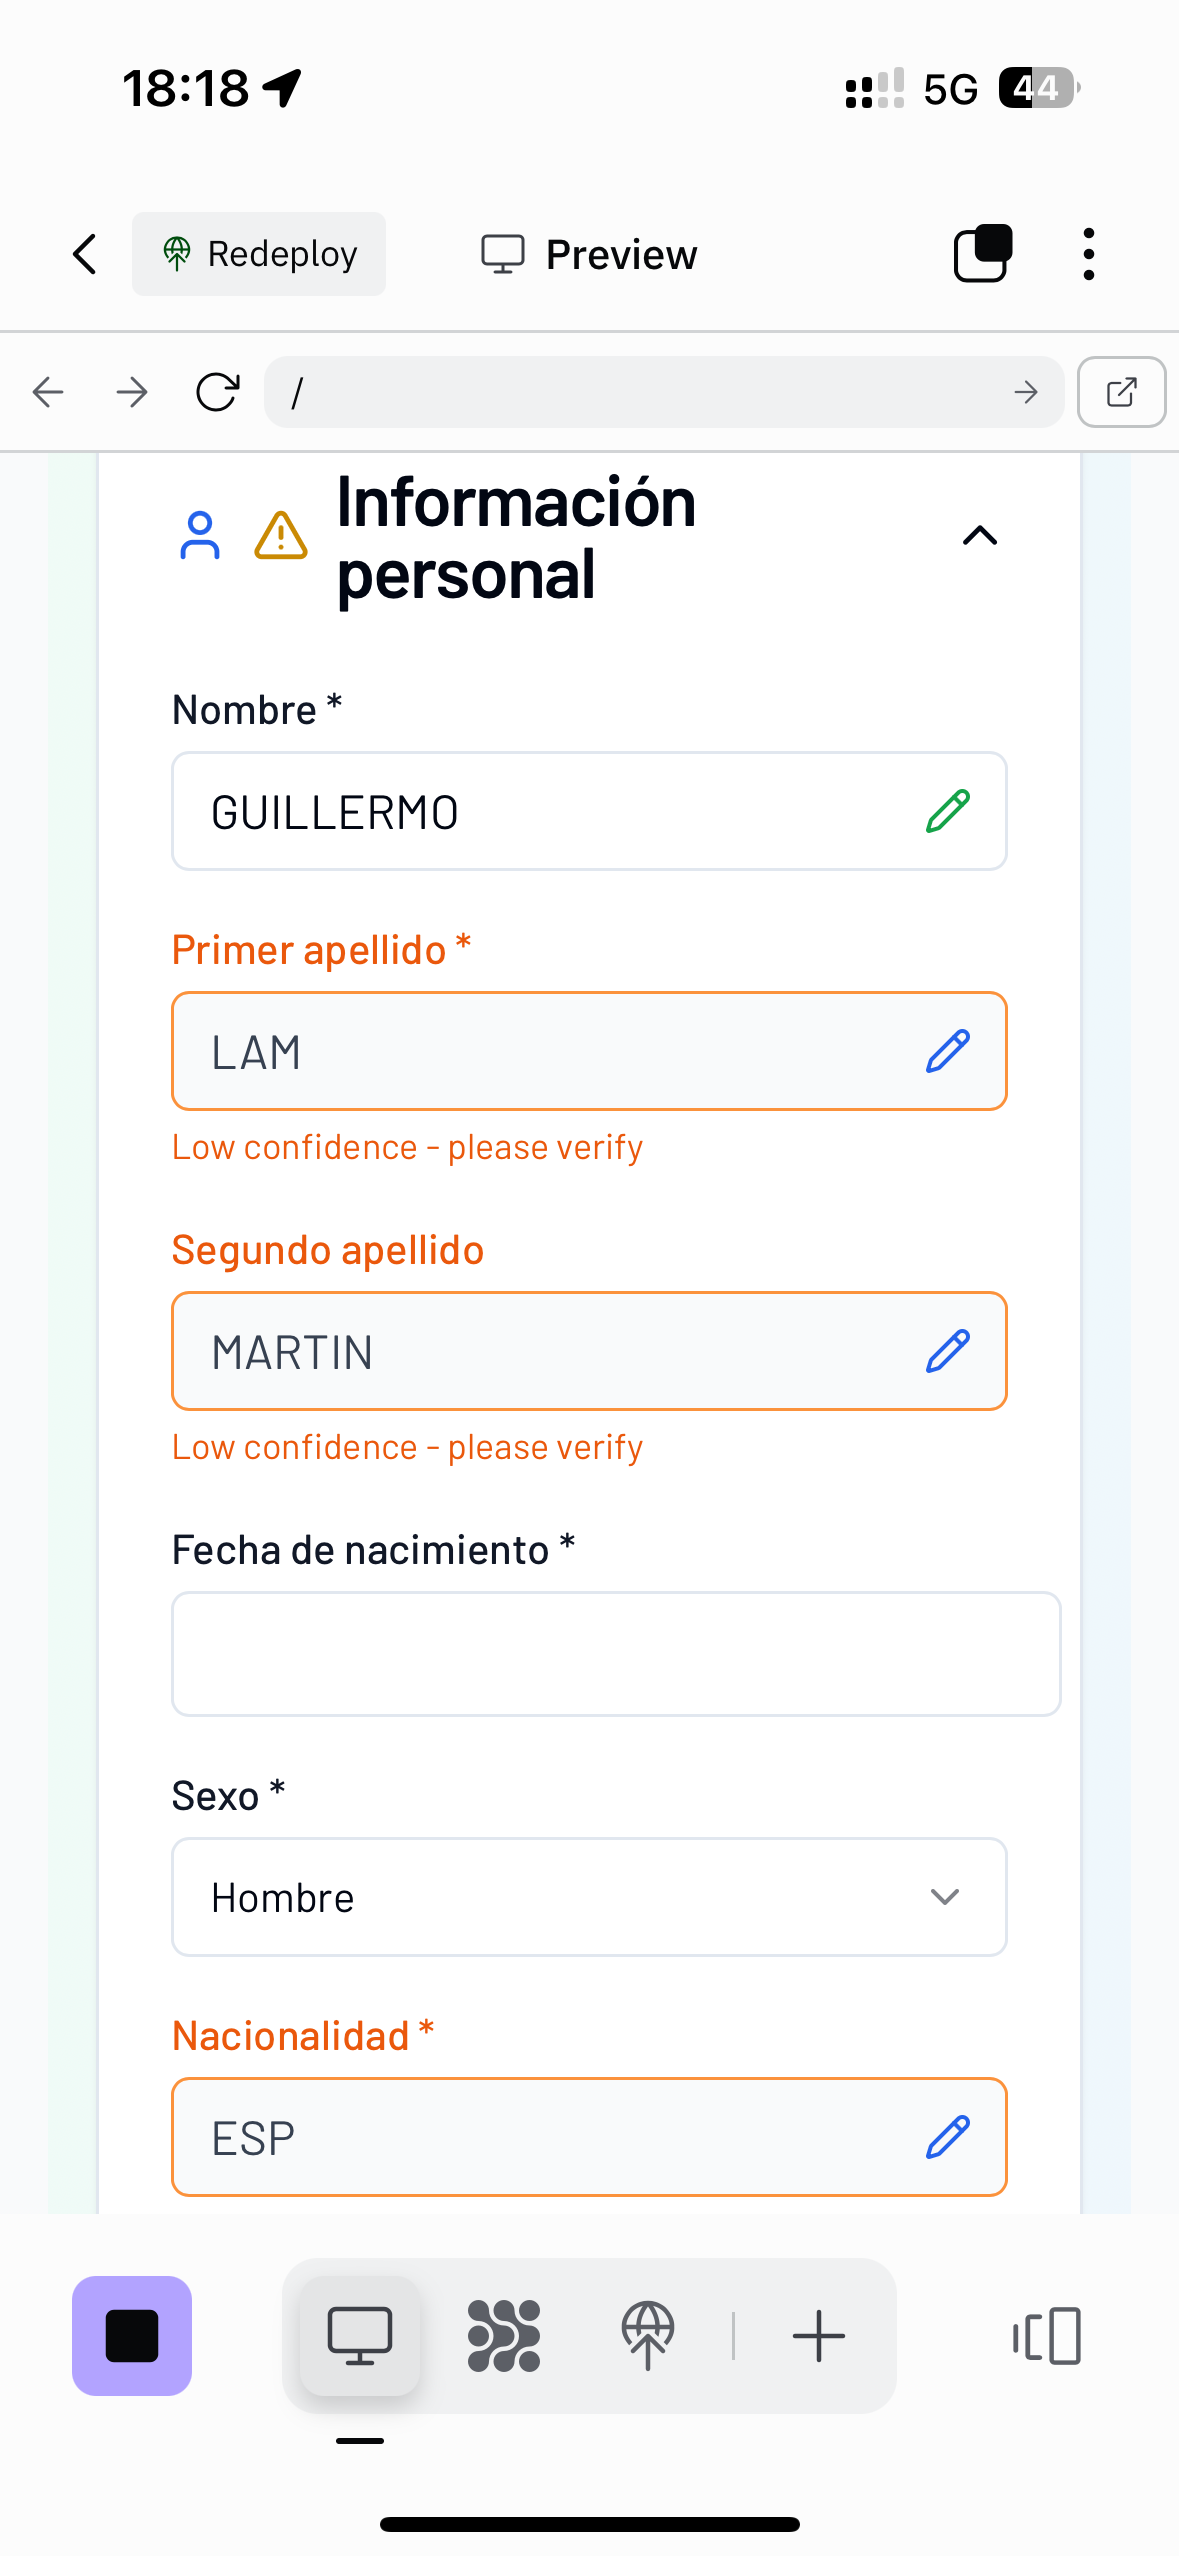 18:18
5G
44
Redeploy
Preview
/
Información
personal
Nombre *
GUILLERMO
Primer apellido *
LAM
Low confidence - please verify
Segundo apellido
MARTIN
Low confidence - please verify
Fecha de nacimiento *
Sexo *
Hombre
Nacionalidad *
ESP